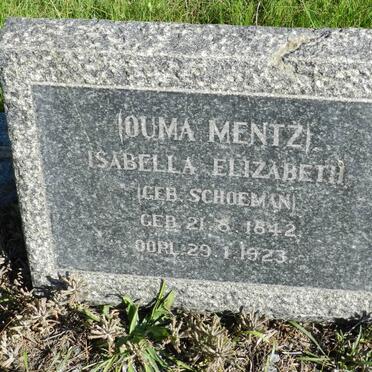 (OUMA MENTZ)
ISABELLA ELIZABETH
(GEB. SCHOEMAN)
GEB. 21.8.1842
OORL. 29.1.1923